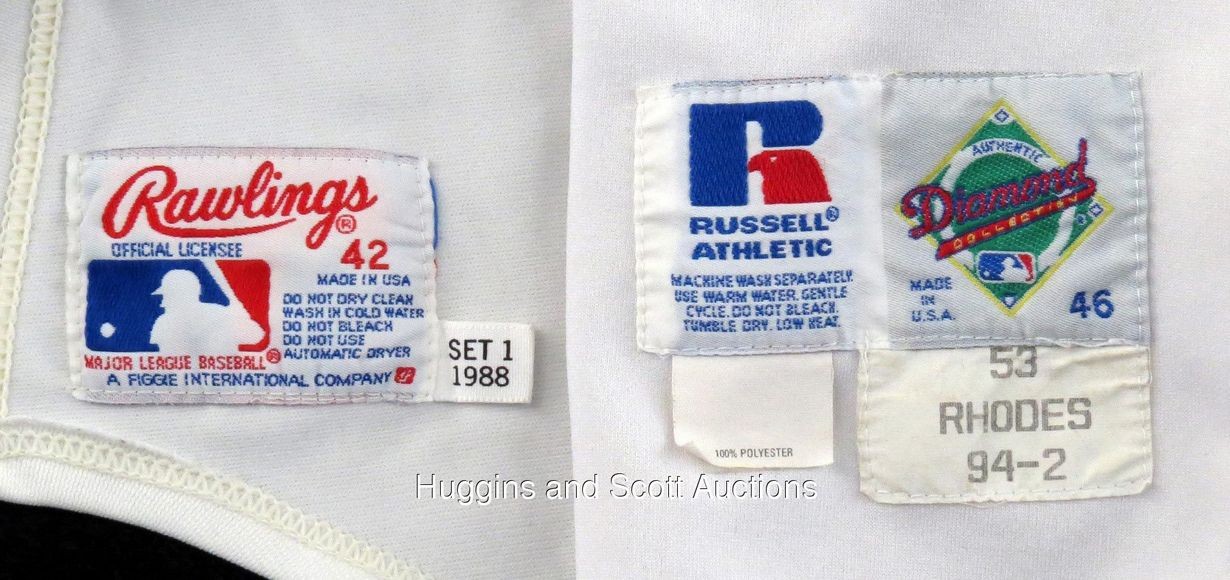 Rawlings®
OFFICIAL LICENSEE
42
MADE IN USA
DO NOT DRY CLEAN
WASH IN COLD WATER
DO NOT BLEACH
DO NOT USE
AUTOMATIC DRYER
MAJOR LEAGUE BASEBALL®
A FIGGIE INTERNATIONAL COMPANY
SET 1
1988
R
RUSSELL®
ATHLETIC
MACHINE WASH SEPARATELY.
USE WARM WATER. GENTLE
CYCLE. DO NOT BLEACH.
TUMBLE DRY. LOW HEAT.
100% POLYESTER
AUTHENTIC
Diamond
COLLECTION
MADE
IN
U.S.A.
46
53
RHODES
94-2
Huggins and Scott Auctions